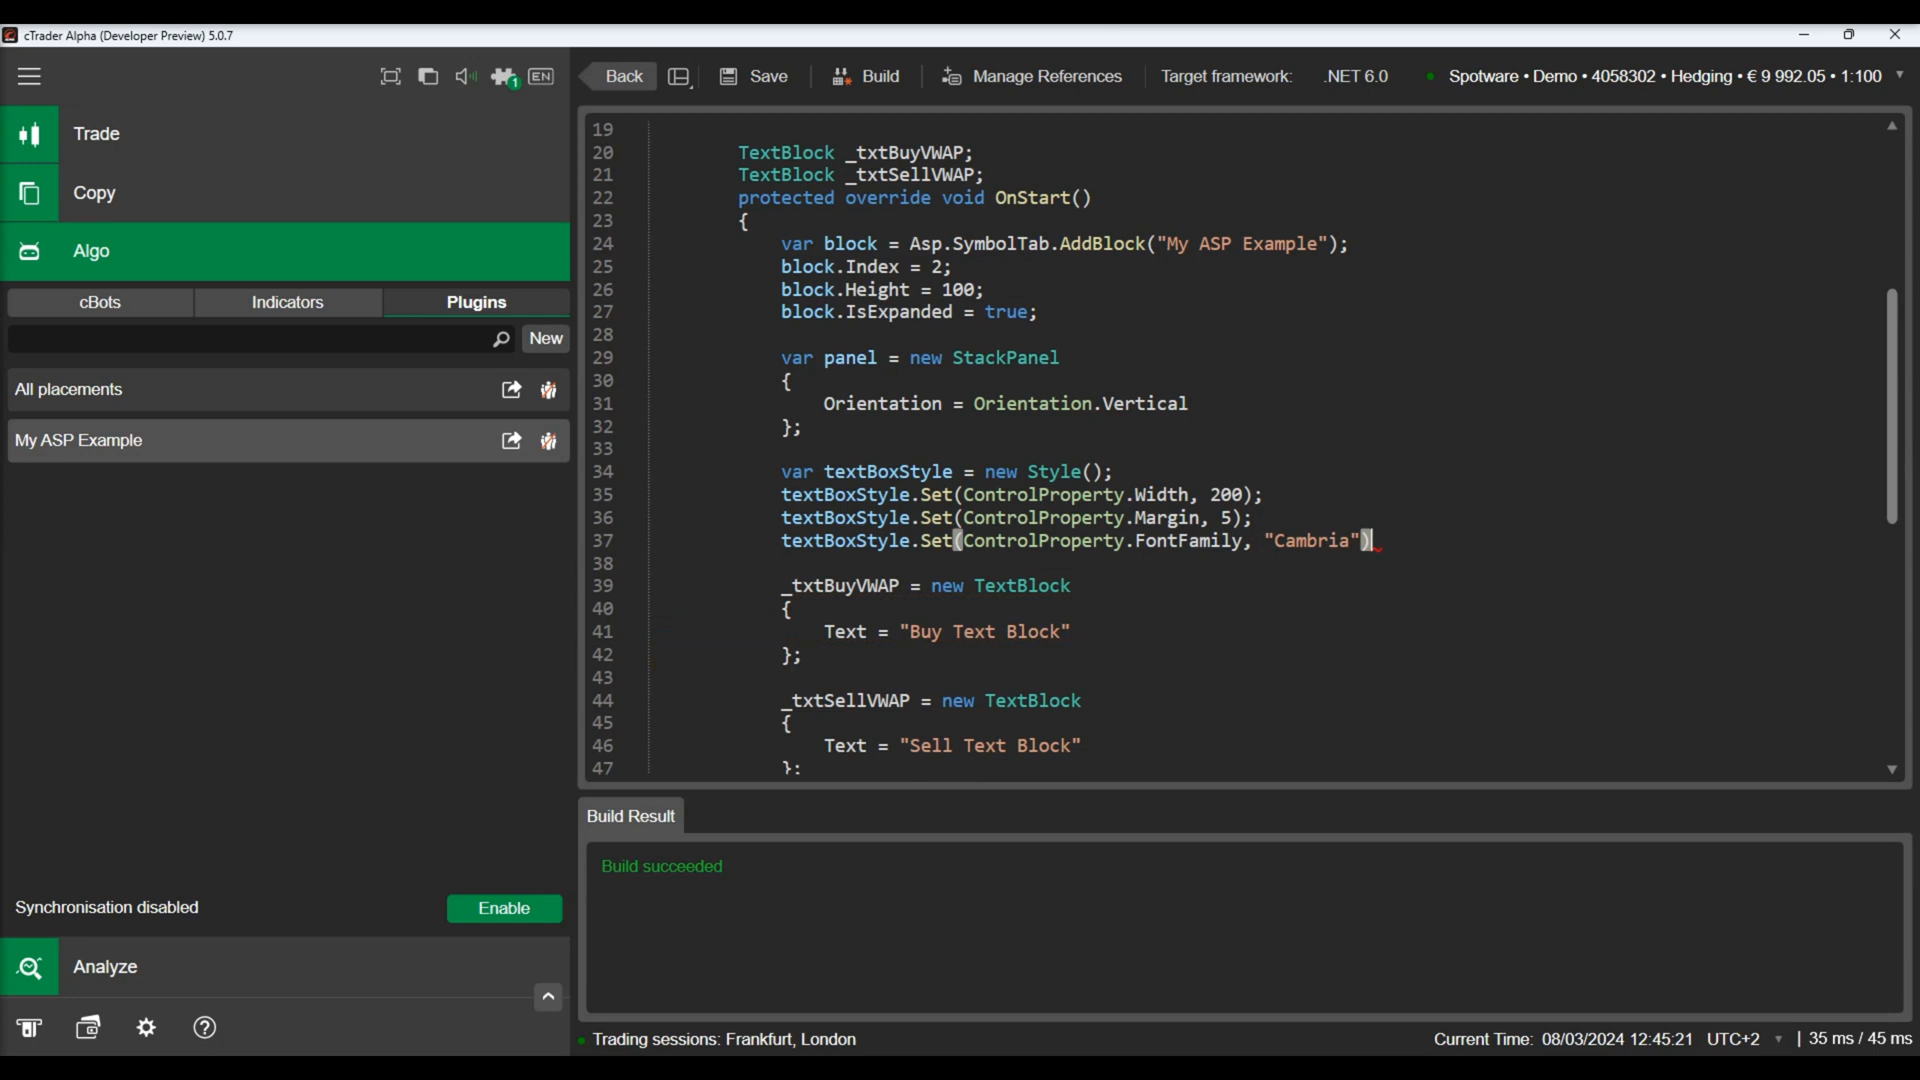 cTrader Alpha (Developer Preview) 5.0.7
1
EN
Back
Save
Build
Manage References
Target framework:
.NET 6.0
Spotware • Demo • 4058302 • Hedging • € 9 992.05 • 1:100
Trade
Copy
Algo
cBots
Indicators
Plugins
New
All placements
My ASP Example
Synchronisation disabled
Enable
Analyze
19
20 TextBlock _txtBuyVWAP;
21 TextBlock _txtSellVWAP;
22 protected override void OnStart()
23 {
24 var block = Asp.SymbolTab.AddBlock("My ASP Example");
25 block.Index = 2;
26 block.Height = 100;
27 block.IsExpanded = true;
28
29 var panel = new StackPanel
30 {
31 Orientation = Orientation.Vertical
32 };
33
34 var textBoxStyle = new Style();
35 textBoxStyle.Set(ControlProperty.Width, 200);
36 textBoxStyle.Set(ControlProperty.Margin, 5);
37 textBoxStyle.Set(ControlProperty.FontFamily, "Cambria")
38
39 _txtBuyVWAP = new TextBlock
40 {
41 Text = "Buy Text Block"
42 };
43
44 _txtSellVWAP = new TextBlock
45 {
46 Text = "Sell Text Block"
47 };
Build Result
Build succeeded
Trading sessions: Frankfurt, London
Current Time: 08/03/2024 12:45:21 UTC+2
| 35 ms / 45 ms